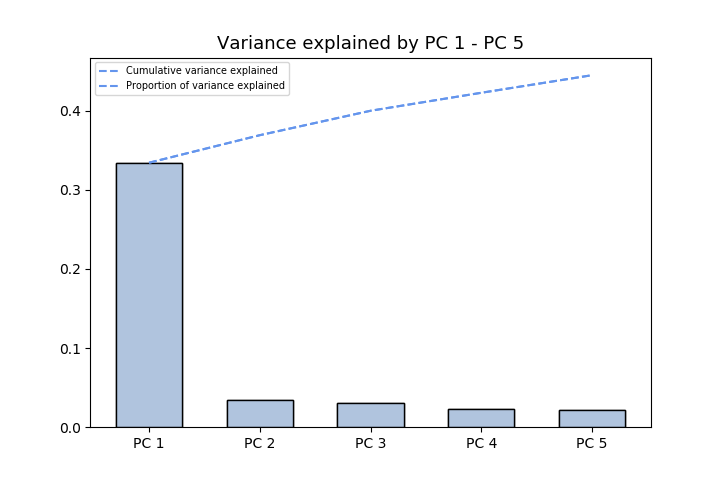 Variance explained by PC 1 - PC 5
Cumulative variance explained
Proportion of variance explained
0.4
0.3
0.2
0.1
0.0
PC 1 PC 2 PC 3 PC 4 PC 5